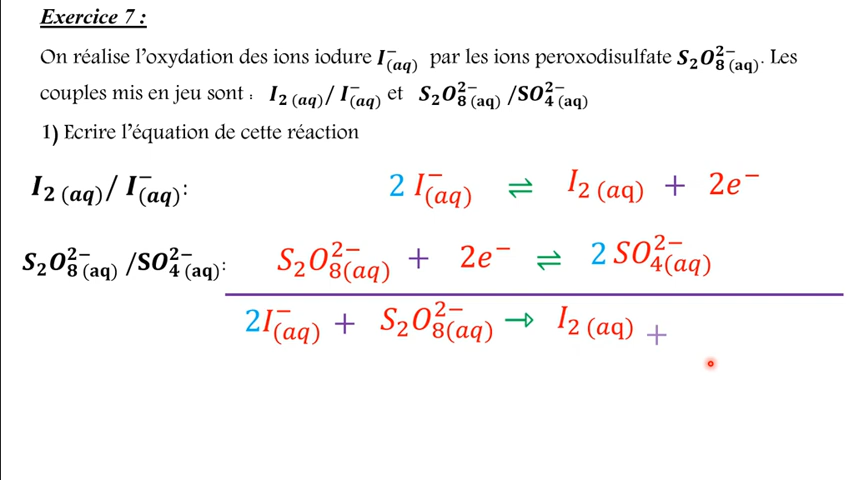 Exercice 7 :
On réalise l'oxydation des ions iodure I⁻(aq) par les ions peroxodisulfate S₂O₈²⁻(aq). Les
couples mis en jeu sont : I₂ (aq)/ I⁻(aq) et S₂O₈²⁻(aq) /SO₄²⁻(aq)
1) Ecrire l'équation de cette réaction
I₂ (aq)/ I⁻(aq): 2 I⁻(aq) ⇌ I₂ (aq) + 2e⁻
S₂O₈²⁻(aq) /SO₄²⁻(aq): S₂O₈²⁻(aq) + 2e⁻ ⇌ 2 SO₄²⁻(aq)
2I⁻(aq) + S₂O₈²⁻(aq) → I₂ (aq) +